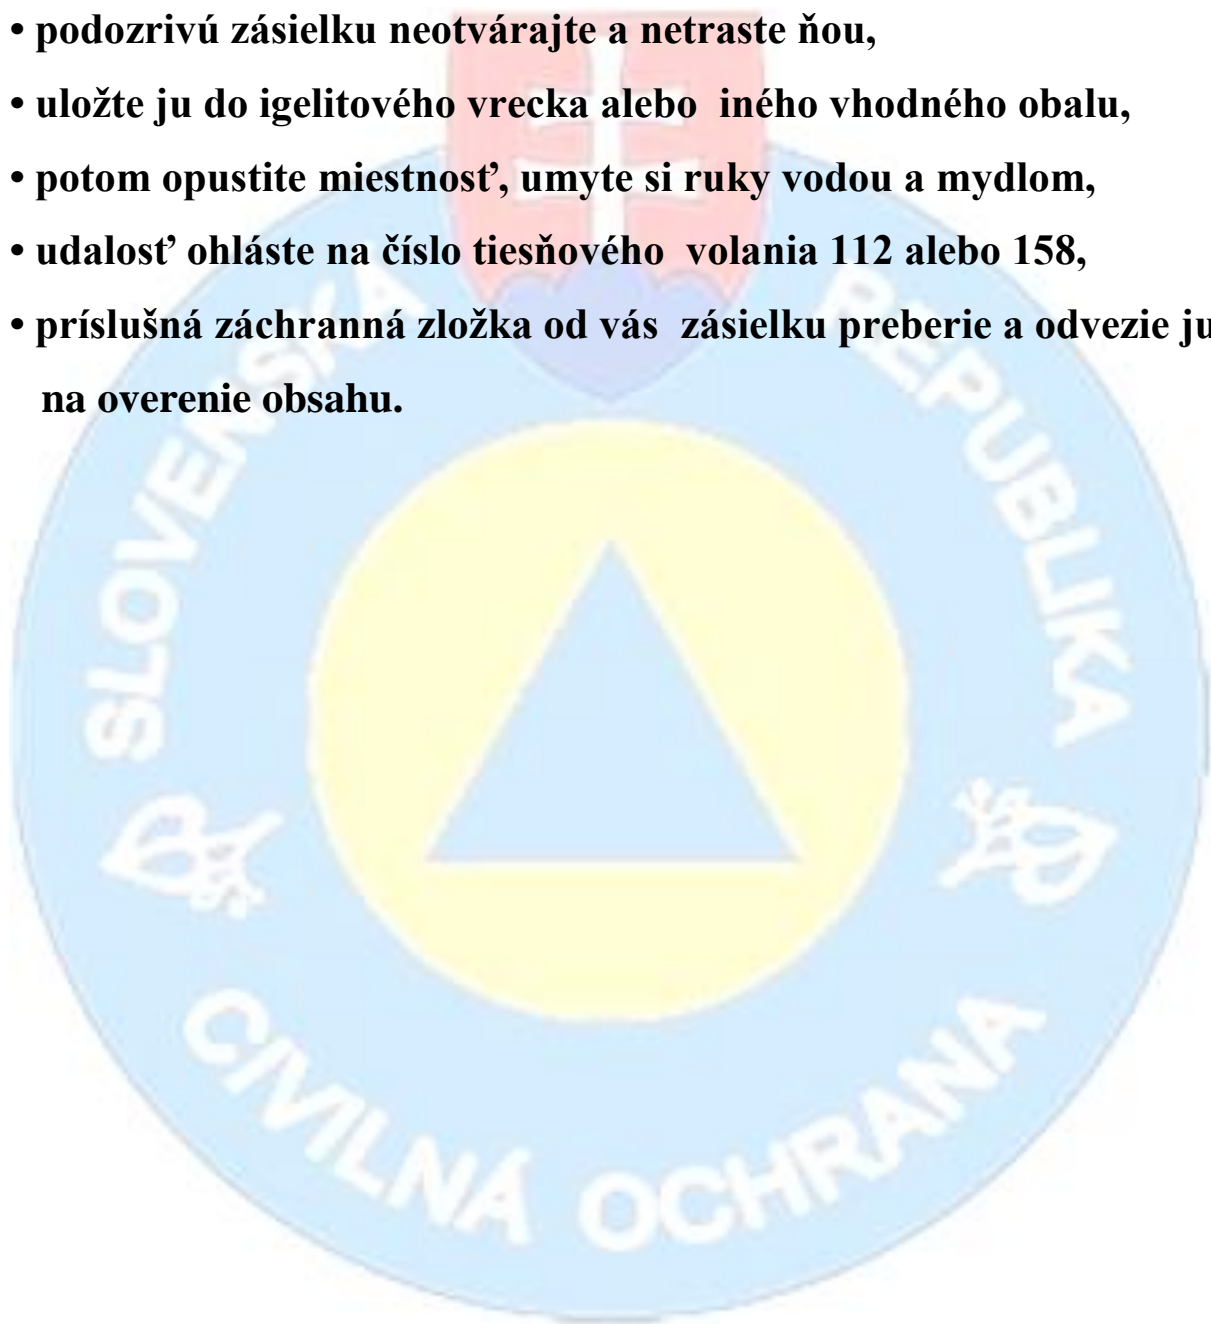 • podozrivú zásielku neotvárajte a netraste ňou,
• uložte ju do igelitového vrecka alebo  iného vhodného obalu,
• potom opustite miestnosť, umyte si ruky vodou a mydlom,
• udalosť ohláste na číslo tiesňového  volania 112 alebo 158,
• príslušná záchranná zložka od vás  zásielku preberie a odvezie ju
na overenie obsahu.
SLOVENSKÁ REPUBLIKA
CIVILNÁ OCHRANA